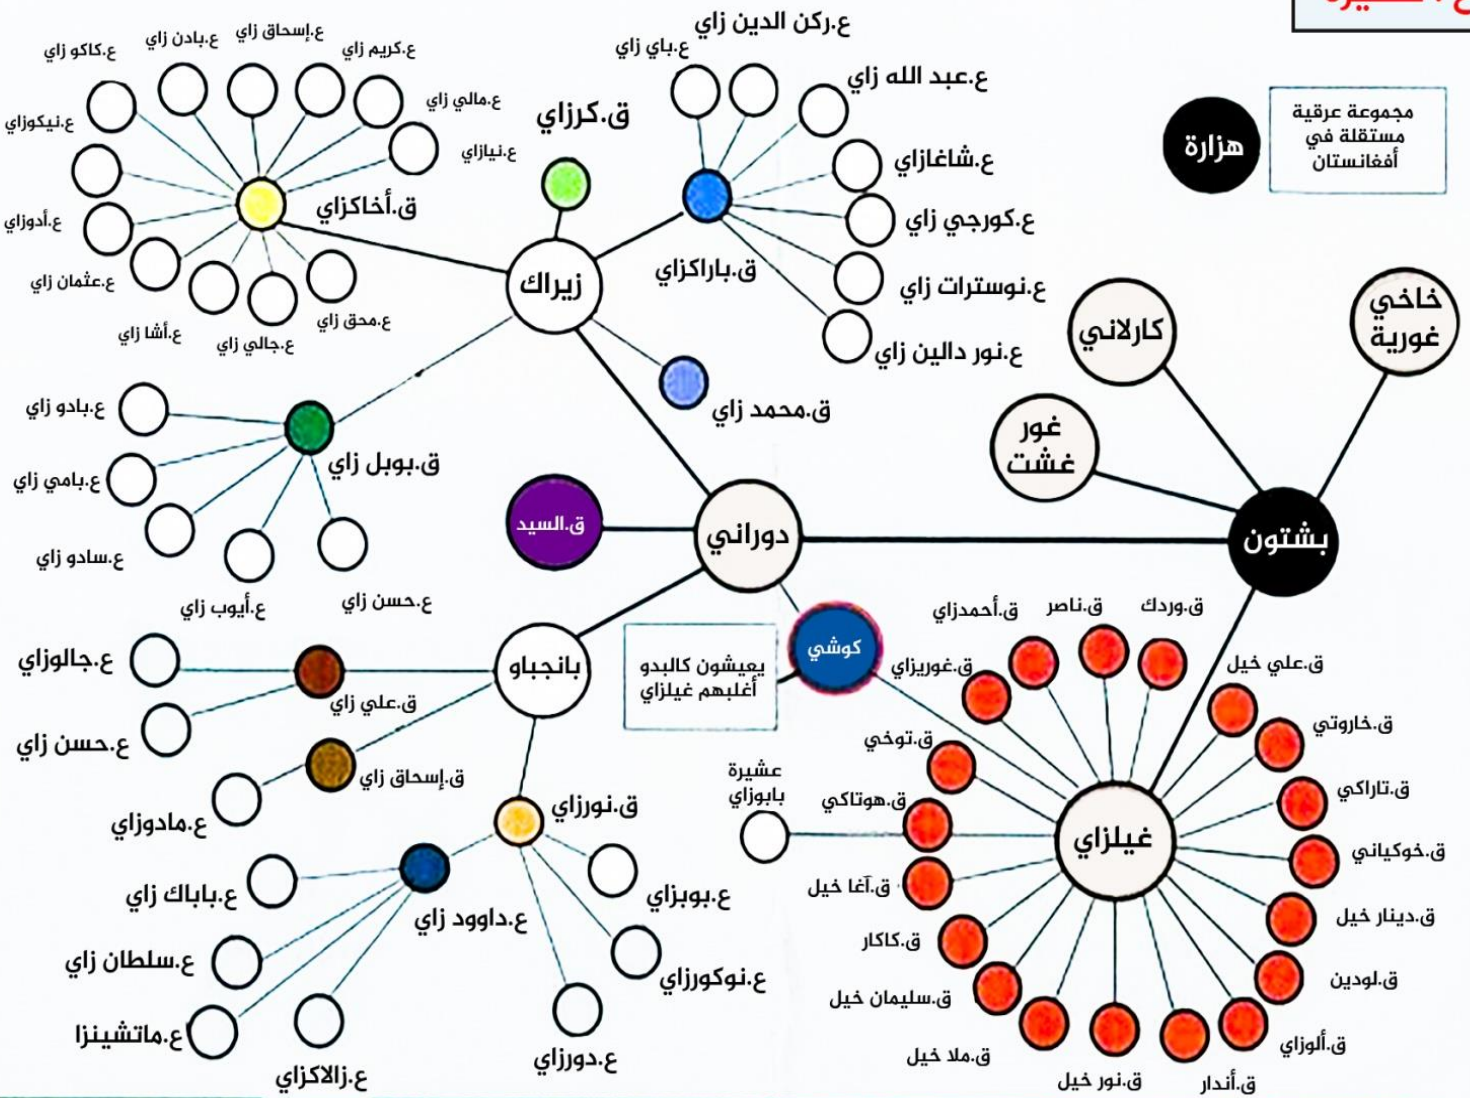 ع.ركن الدين زاي
ع.باي زاي
ع.عبد الله زاي
ع.شاغازاي
ع.كورجي زاي
ع.نوسترات زاي
ع.نور دالين زاي
ق.باراكزاي
ق.كرزاي
ع.إسحاق زاي
ع.بادن زاي
ع.كاكو زاي
ع.كريم زاي
ع.مالي زاي
ع.نيازاي
ع.نيكوزاي
ع.أدوزاي
ع.عثمان زاي
ع.أشا زاي
ع.جالي زاي
ع.محق زاي
ق.أخاكزاي
زيراك
ق.محمد زاي
هزارة
مجموعة عرقية
مستقلة في
أفغانستان
خاخي
غورية
كارلاني
غور
غشت
بشتون
دوراني
ق.السيد
ق.بوبل زاي
ع.بادو زاي
ع.بامي زاي
ع.سادو زاي
ع.أيوب زاي
ع.حسن زاي
كوشي
يعيشون كالبدو
أغلبهم غيلزاي
بانجباو
ق.علي زاي
ع.جالوزاي
ع.حسن زاي
ق.إسحاق زاي
ع.مادوزاي
ق.نورزاي
ع.بوبزاي
ع.نوكورزاي
ع.دورزاي
ع.داوود زاي
ع.باباك زاي
ع.سلطان زاي
ع.ماتشينزا
ع.زالاكزاي
غيلزاي
ق.وردك
ق.ناصر
ق.أحمدزاي
ق.غوريزاي
ق.توخي
ق.هوتاكي
عشيرة
بابوزاي
ق.آغا خيل
ق.كاكار
ق.سليمان خيل
ق.ملا خيل
ق.نور خيل
ق.أندار
ق.ألوزاي
ق.لودين
ق.دينار خيل
ق.خوكياني
ق.تاراكي
ق.خاروتي
ق.علي خيل